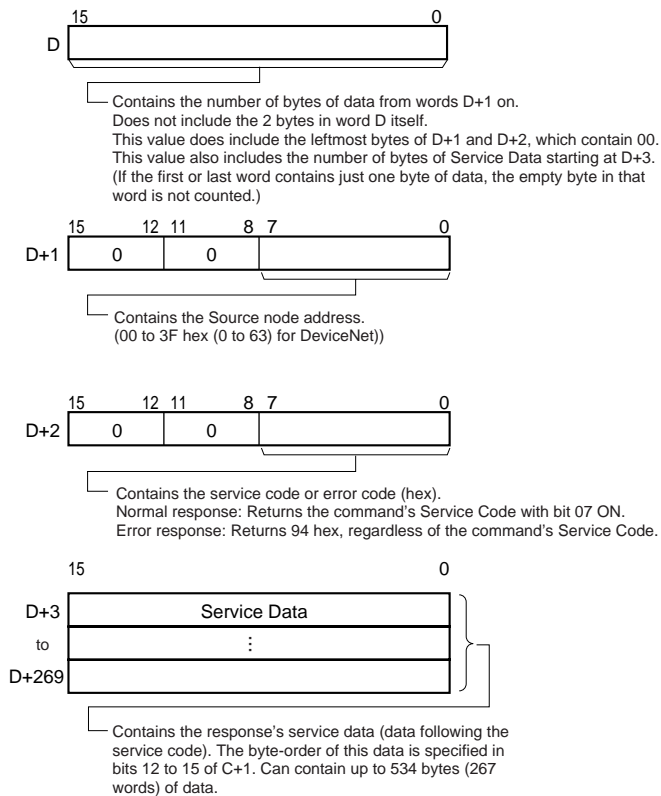 15 0
D
Contains the number of bytes of data from words D+1 on.
Does not include the 2 bytes in word D itself.
This value does include the leftmost bytes of D+1 and D+2, which contain 00.
This value also includes the number of bytes of Service Data starting at D+3.
(If the first or last word contains just one byte of data, the empty byte in that
word is not counted.)
15 12 11 8 7 0
D+1 0 0
Contains the Source node address.
(00 to 3F hex (0 to 63) for DeviceNet))
15 12 11 8 7 0
D+2 0 0
Contains the service code or error code (hex).
Normal response: Returns the command's Service Code with bit 07 ON.
Error response: Returns 94 hex, regardless of the command's Service Code.
15 0
D+3 Service Data
to ⋮
D+269
Contains the response's service data (data following the
service code). The byte-order of this data is specified in
bits 12 to 15 of C+1. Can contain up to 534 bytes (267
words) of data.